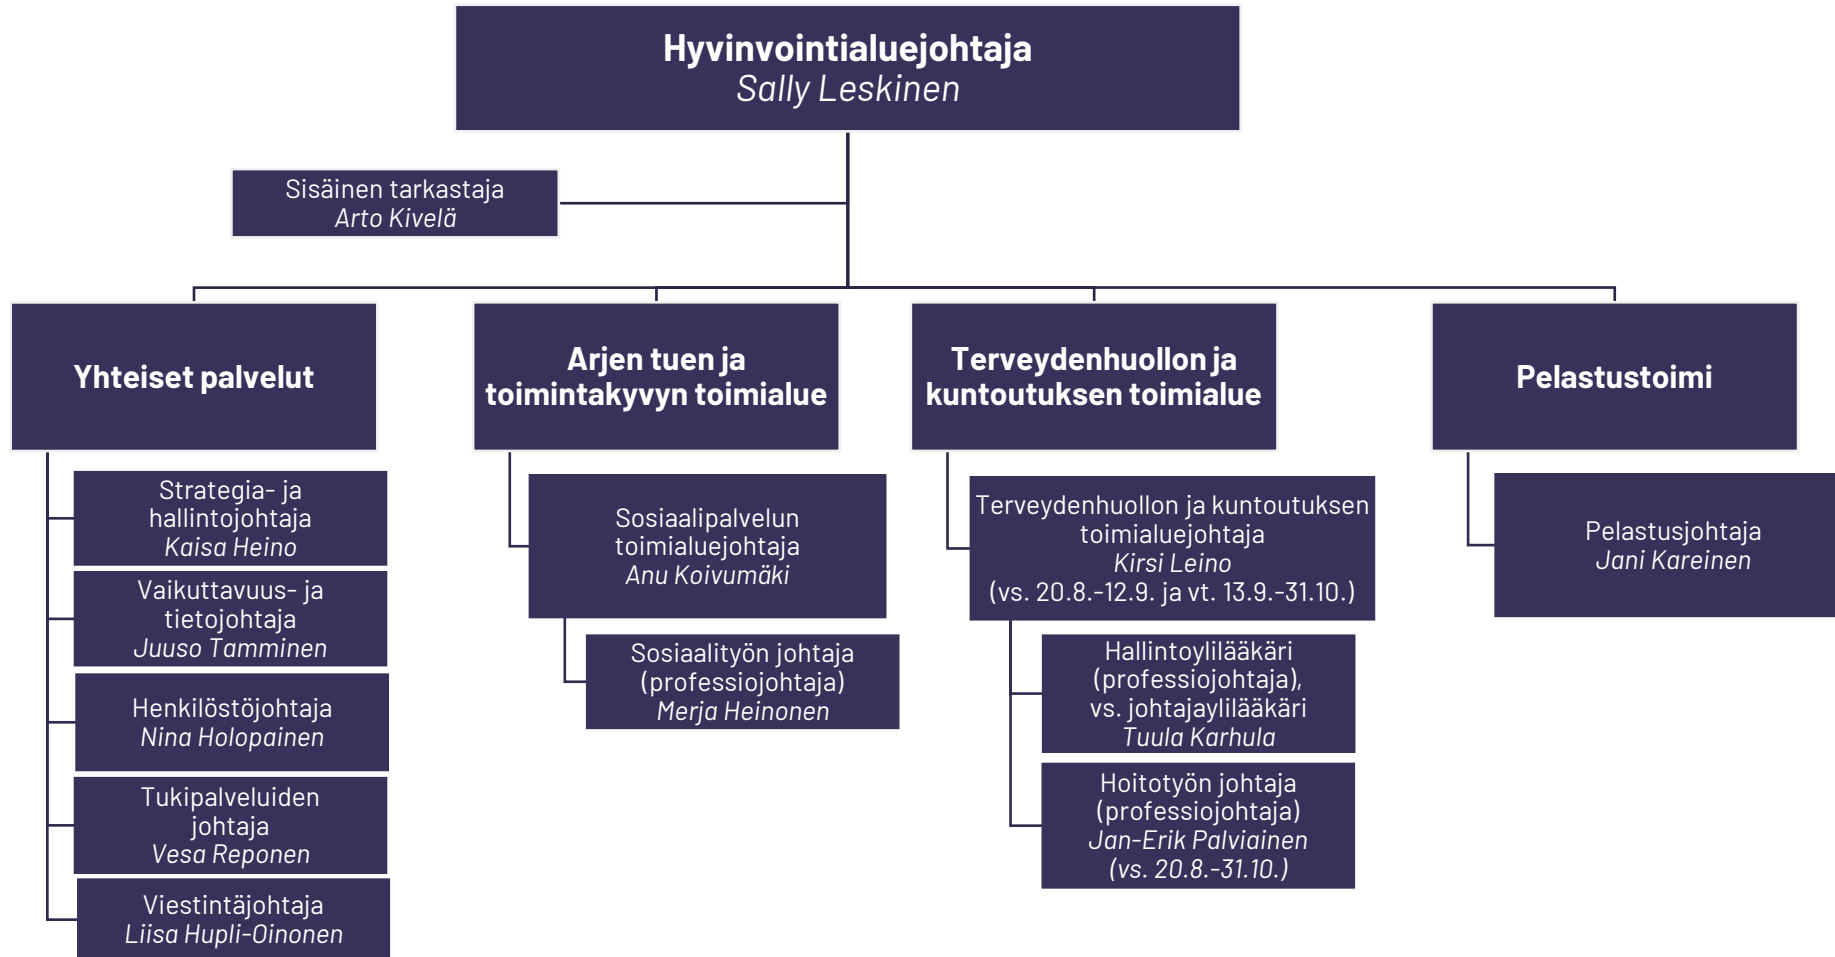 Hyvinvointialuejohtaja
Sally Leskinen
Sisäinen tarkastaja
Arto Kivelä
Yhteiset palvelut
Strategia- ja
hallintojohtaja
Kaisa Heino
Vaikuttavuus- ja
tietojohtaja
Juuso Tamminen
Henkilöstöjohtaja
Nina Holopainen
Tukipalveluiden
johtaja
Vesa Reponen
Viestintäjohtaja
Liisa Hupli-Oinonen
Arjen tuen ja
toimintakyvyn toimialue
Sosiaalipalvelun
toimialuejohtaja
Anu Koivumäki
Sosiaalityön johtaja
(professiojohtaja)
Merja Heinonen
Terveydenhuollon ja
kuntoutuksen toimialue
Terveydenhuollon ja kuntoutuksen
toimialuejohtaja
Kirsi Leino
(vs. 20.8.-12.9. ja vt. 13.9.-31.10.)
Hallintoylilääkäri
(professiojohtaja),
vs. johtajaylilääkäri
Tuula Karhula
Hoitotyön johtaja
(professiojohtaja)
Jan-Erik Palviainen
(vs. 20.8.-31.10.)
Pelastustoimi
Pelastusjohtaja
Jani Kareinen